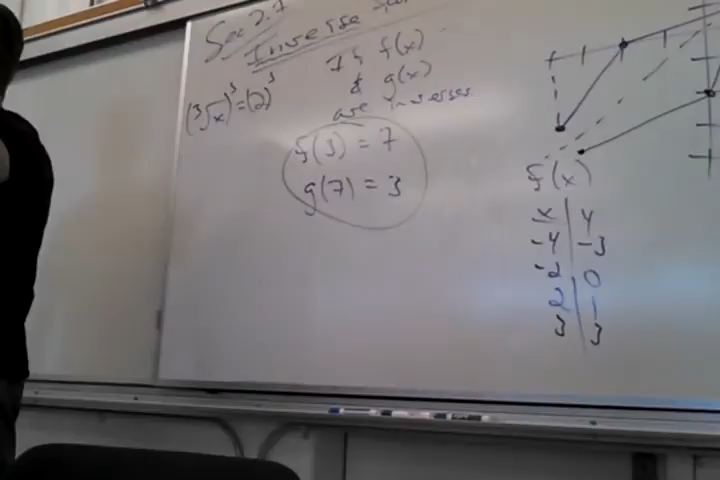 Sec 2.7
Inverse
If f(x)
& g(x)
are inverses
(³√x)³ = (2)³
f(3) = 7
g(7) = 3
f(x)
x | y
-4 | -3
-2 | 0
2 | 1
3 | 3